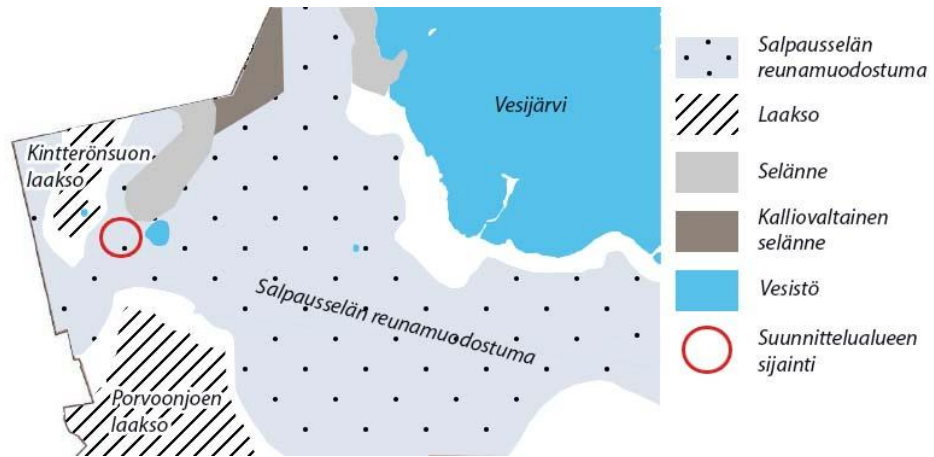 Kintterönsuon
laakso
Vesijärvi
Salpausselän reunamuodostuma
Porvoonjoen
laakso
Salpausselän
reunamuodostuma
Laakso
Selänne
Kalliovaltainen
selänne
Vesistö
Suunnittelualueen
sijainti